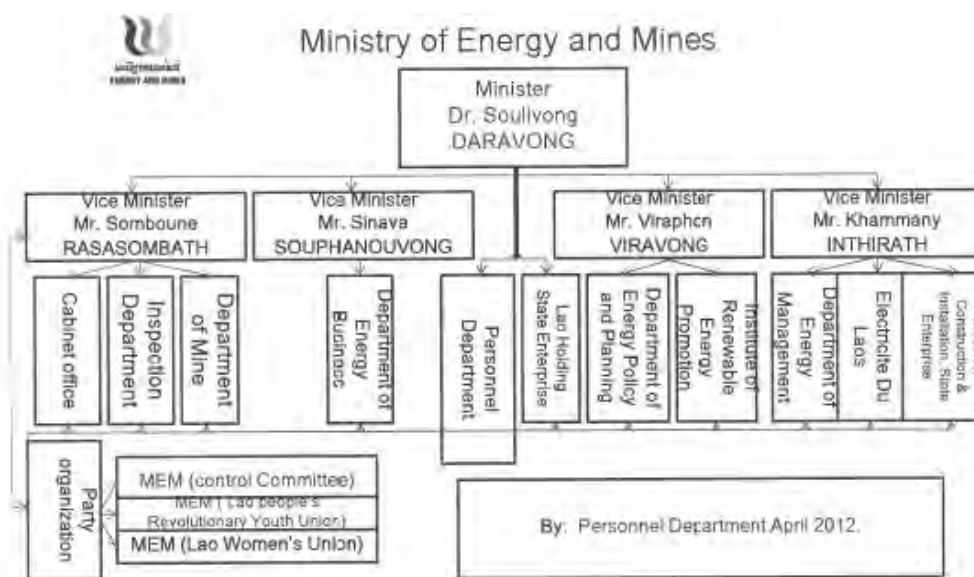 ENERGY AND MINES
Ministry of Energy and Mines
Minister
Dr. Soulivong
DARAVONG
Vice Minister
Mr. Somboune
RASASOMBATH
Vice Minister
Mr. Sinava
SOUPHANOUVONG
Vice Minister
Mr. Viraphon
VIRAVONG
Vice Minister
Mr. Khammany
INTHIRATH
Cabinet office
Inspection
Department
Department
of Mine
Department of
Energy
Business
Personnel
Department
Lao Holding
State Enterprise
Department of
Energy Policy
and Planning
Institute of
Renewable
Energy
Promotion
Department of
Energy
Management
Electricite Du
Laos
Construction &
Installation, State
Enterprise
Party
organization
MEM (control Committee)
MEM ( Lao people's
Revolutionary Youth Union)
MEM (Lao Women's Union)
By: Personnel Department April 2012.